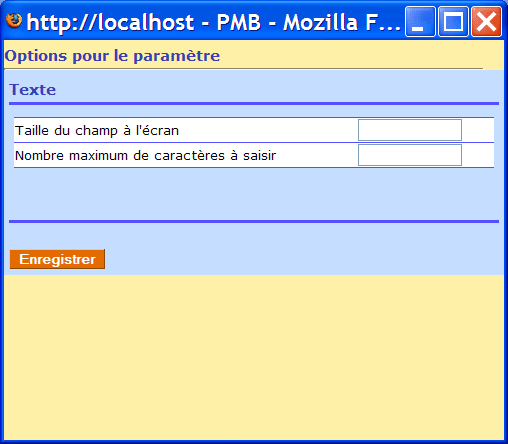 http://localhost - PMB - Mozilla F...
Options pour le paramètre
Texte
Taille du champ à l'écran
Nombre maximum de caractères à saisir
Enregistrer